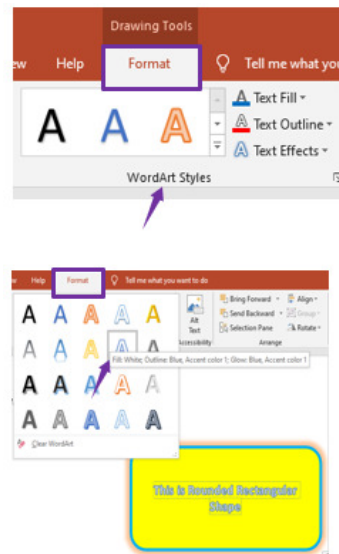 Drawing Tools
ew Help Format Tell me what you
A A A Text Fill
Text Outline
Text Effects
WordArt Styles
Help Format Tell me what you want to do
A A A A A
A A A A A
A A A A A
A A A A A
Clear WordArt
Alt
Text
Accessibility
Bring Forward Align
Send Backward Group
Selection Pane Rotate
Arrange
Fill: White; Outline: Blue, Accent color 1; Glow: Blue, Accent color 1
This is Rounded Rectangular
Shape